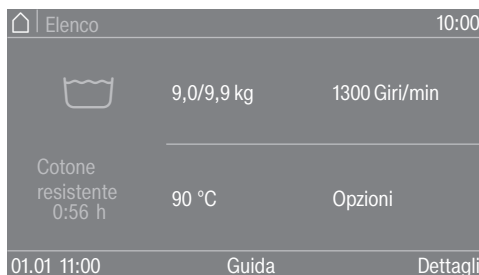 Elenco 10:00
9,0/9,9 kg 1300 Giri/min
Cotone
resistente
0:56 h
90 °C Opzioni
01.01 11:00 Guida Dettagli